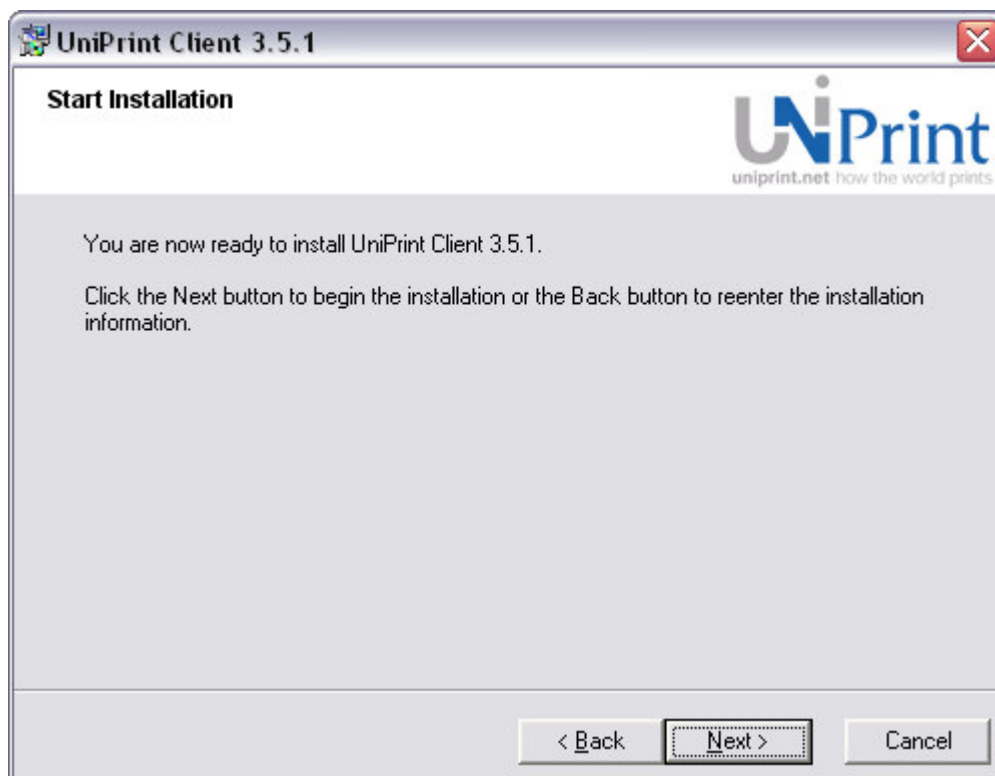 UniPrint Client 3.5.1
Start Installation
UNiPrint
uniprint.net how the world prints
You are now ready to install UniPrint Client 3.5.1.
Click the Next button to begin the installation or the Back button to reenter the installation
information.
< Back
Next >
Cancel